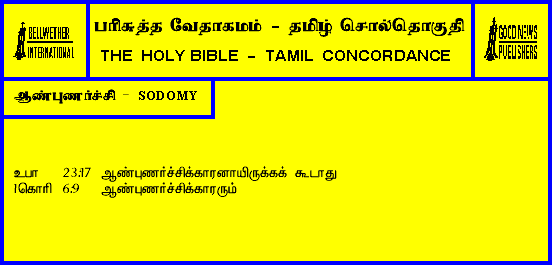 BELLWETHER
INTERNATIONAL
பரிசுத்த வேதாகமம் - தமிழ் சொல்தொகுதி
THE HOLY BIBLE - TAMIL CONCORDANCE
GOOD NEWS
PUBLISHERS
ஆண்புணர்ச்சி - SODOMY
உபா 23:17 ஆண்புணர்ச்சிக்காரனாயிருக்கக் கூடாது
1கொரி 6:9 ஆண்புணர்ச்சிக்காரரும்